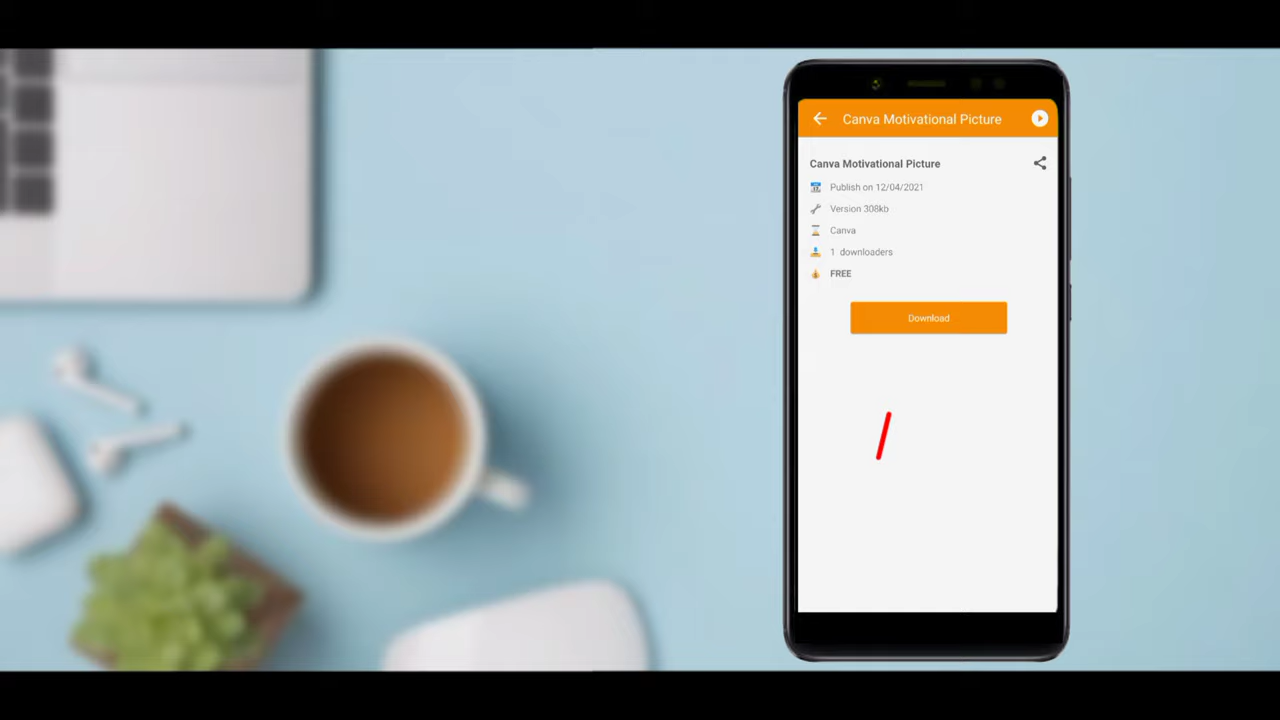 Canva Motivational Picture
Canva Motivational Picture
Publish on 12/04/2021
Version 308kb
Canva
1 downloaders
FREE
Download